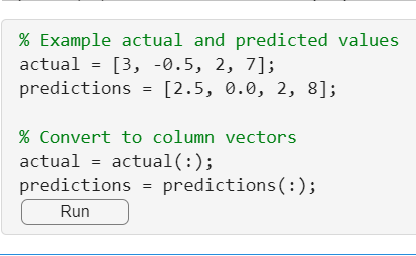 % Example actual and predicted values
actual = [3, -0.5, 2, 7];
predictions = [2.5, 0.0, 2, 8];
% Convert to column vectors
actual = actual(:);
predictions = predictions(:);
Run